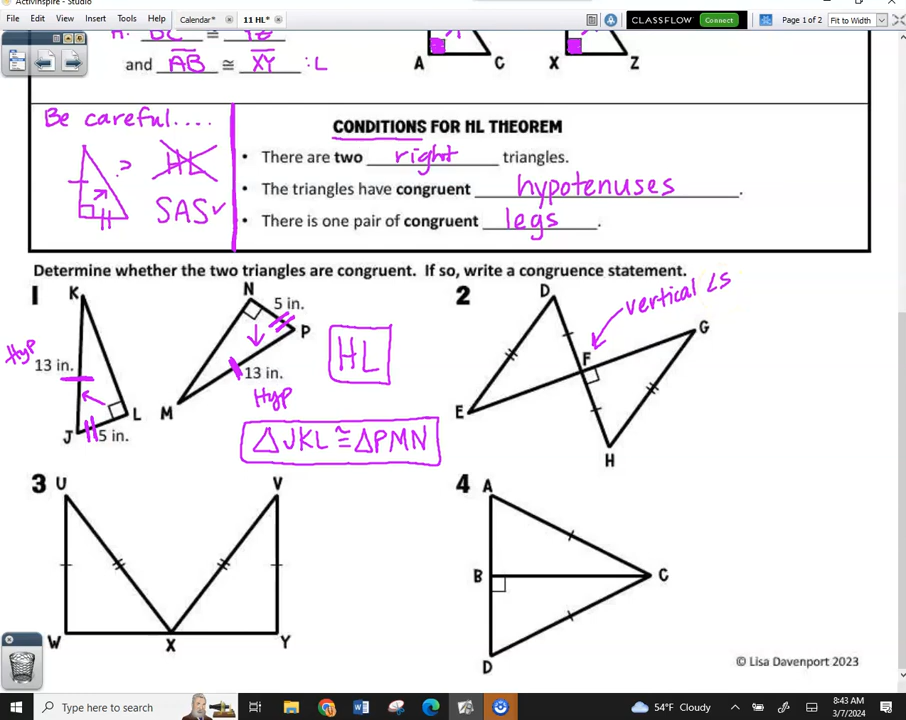 ActivInspire - Studio
File Edit View Insert Tools Help
Calendar* 11 HL*
CLASSFLOW Connect
Page 1 of 2 Fit to Width
and AB ≅ XY :L
A C X Z
Be careful....
HL
SAS✓
?
CONDITIONS FOR HL THEOREM
• There are two right triangles.
• The triangles have congruent hypotenuses.
• There is one pair of congruent legs.
Determine whether the two triangles are congruent. If so, write a congruence statement.
1
K
Hyp
13 in.
J
5 in.
L
N
5 in.
P
M
13 in.
Hyp
HL
△JKL ≅ △PMN
2
D
vertical ∠s
G
F
E
H
3
U
V
W
X
Y
4
A
B
C
D
© Lisa Davenport 2023
Type here to search
54°F Cloudy
8:43 AM
3/7/2024